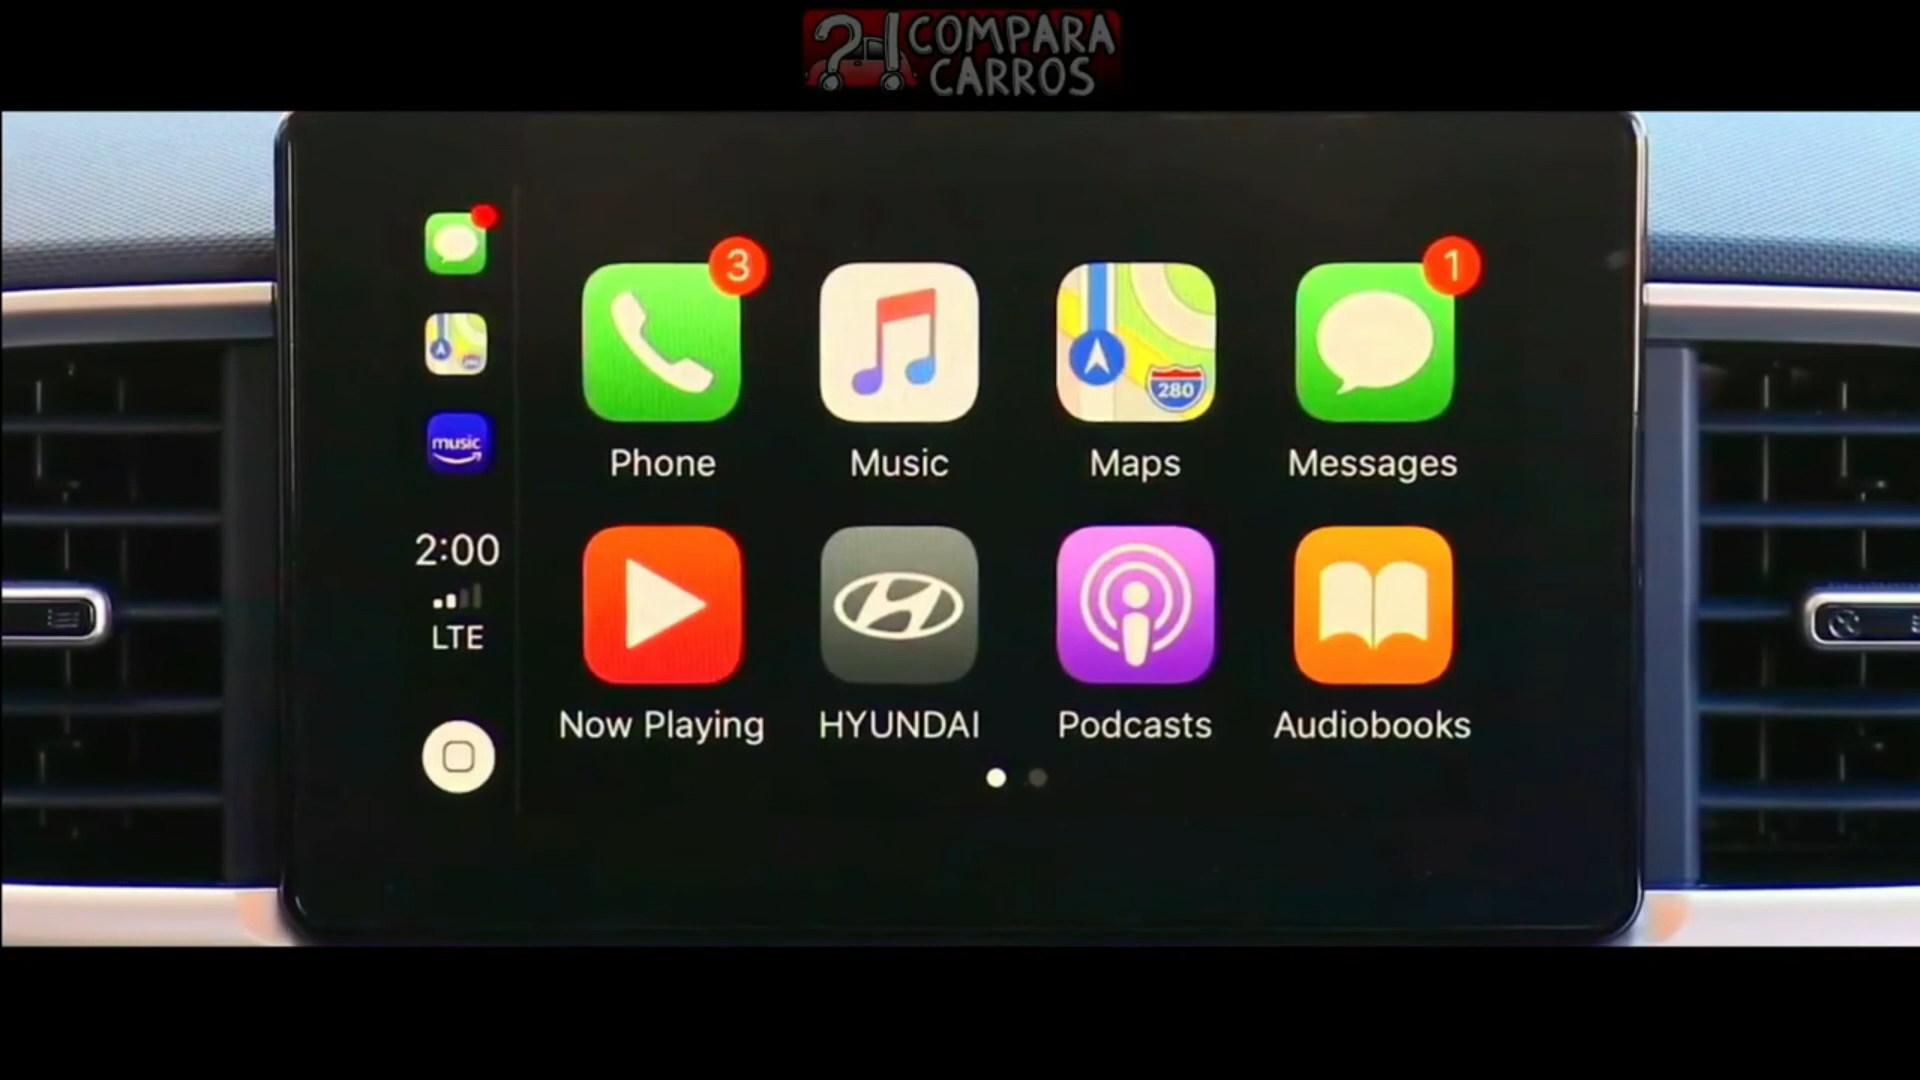 COMPARA
CARROS
3
1
280
Phone
Music
Maps
Messages
music
2:00
LTE
Now Playing
HYUNDAI
Podcasts
Audiobooks